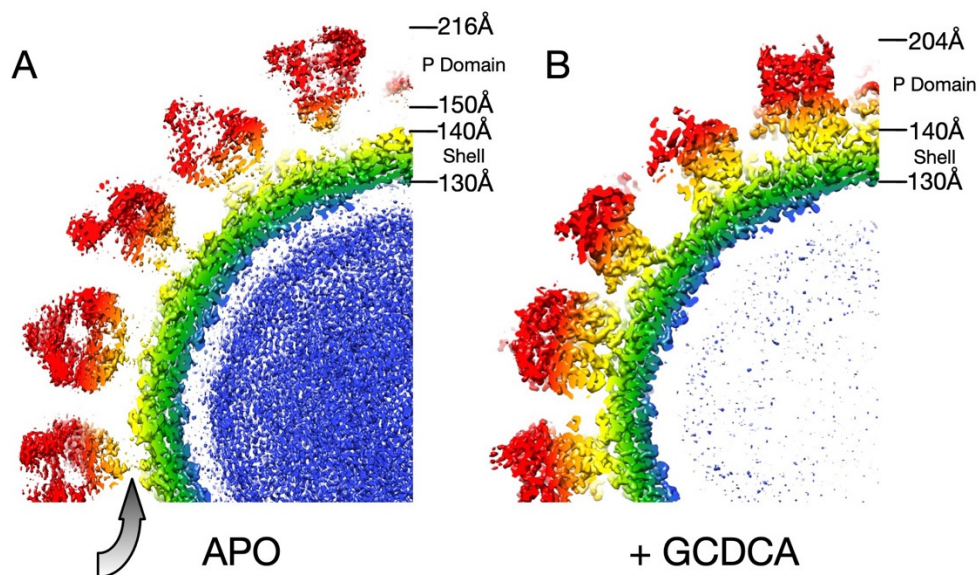 A
216Å
P Domain
150Å
140Å
Shell
130Å
APO
B
204Å
P Domain
140Å
Shell
130Å
+ GCDCA